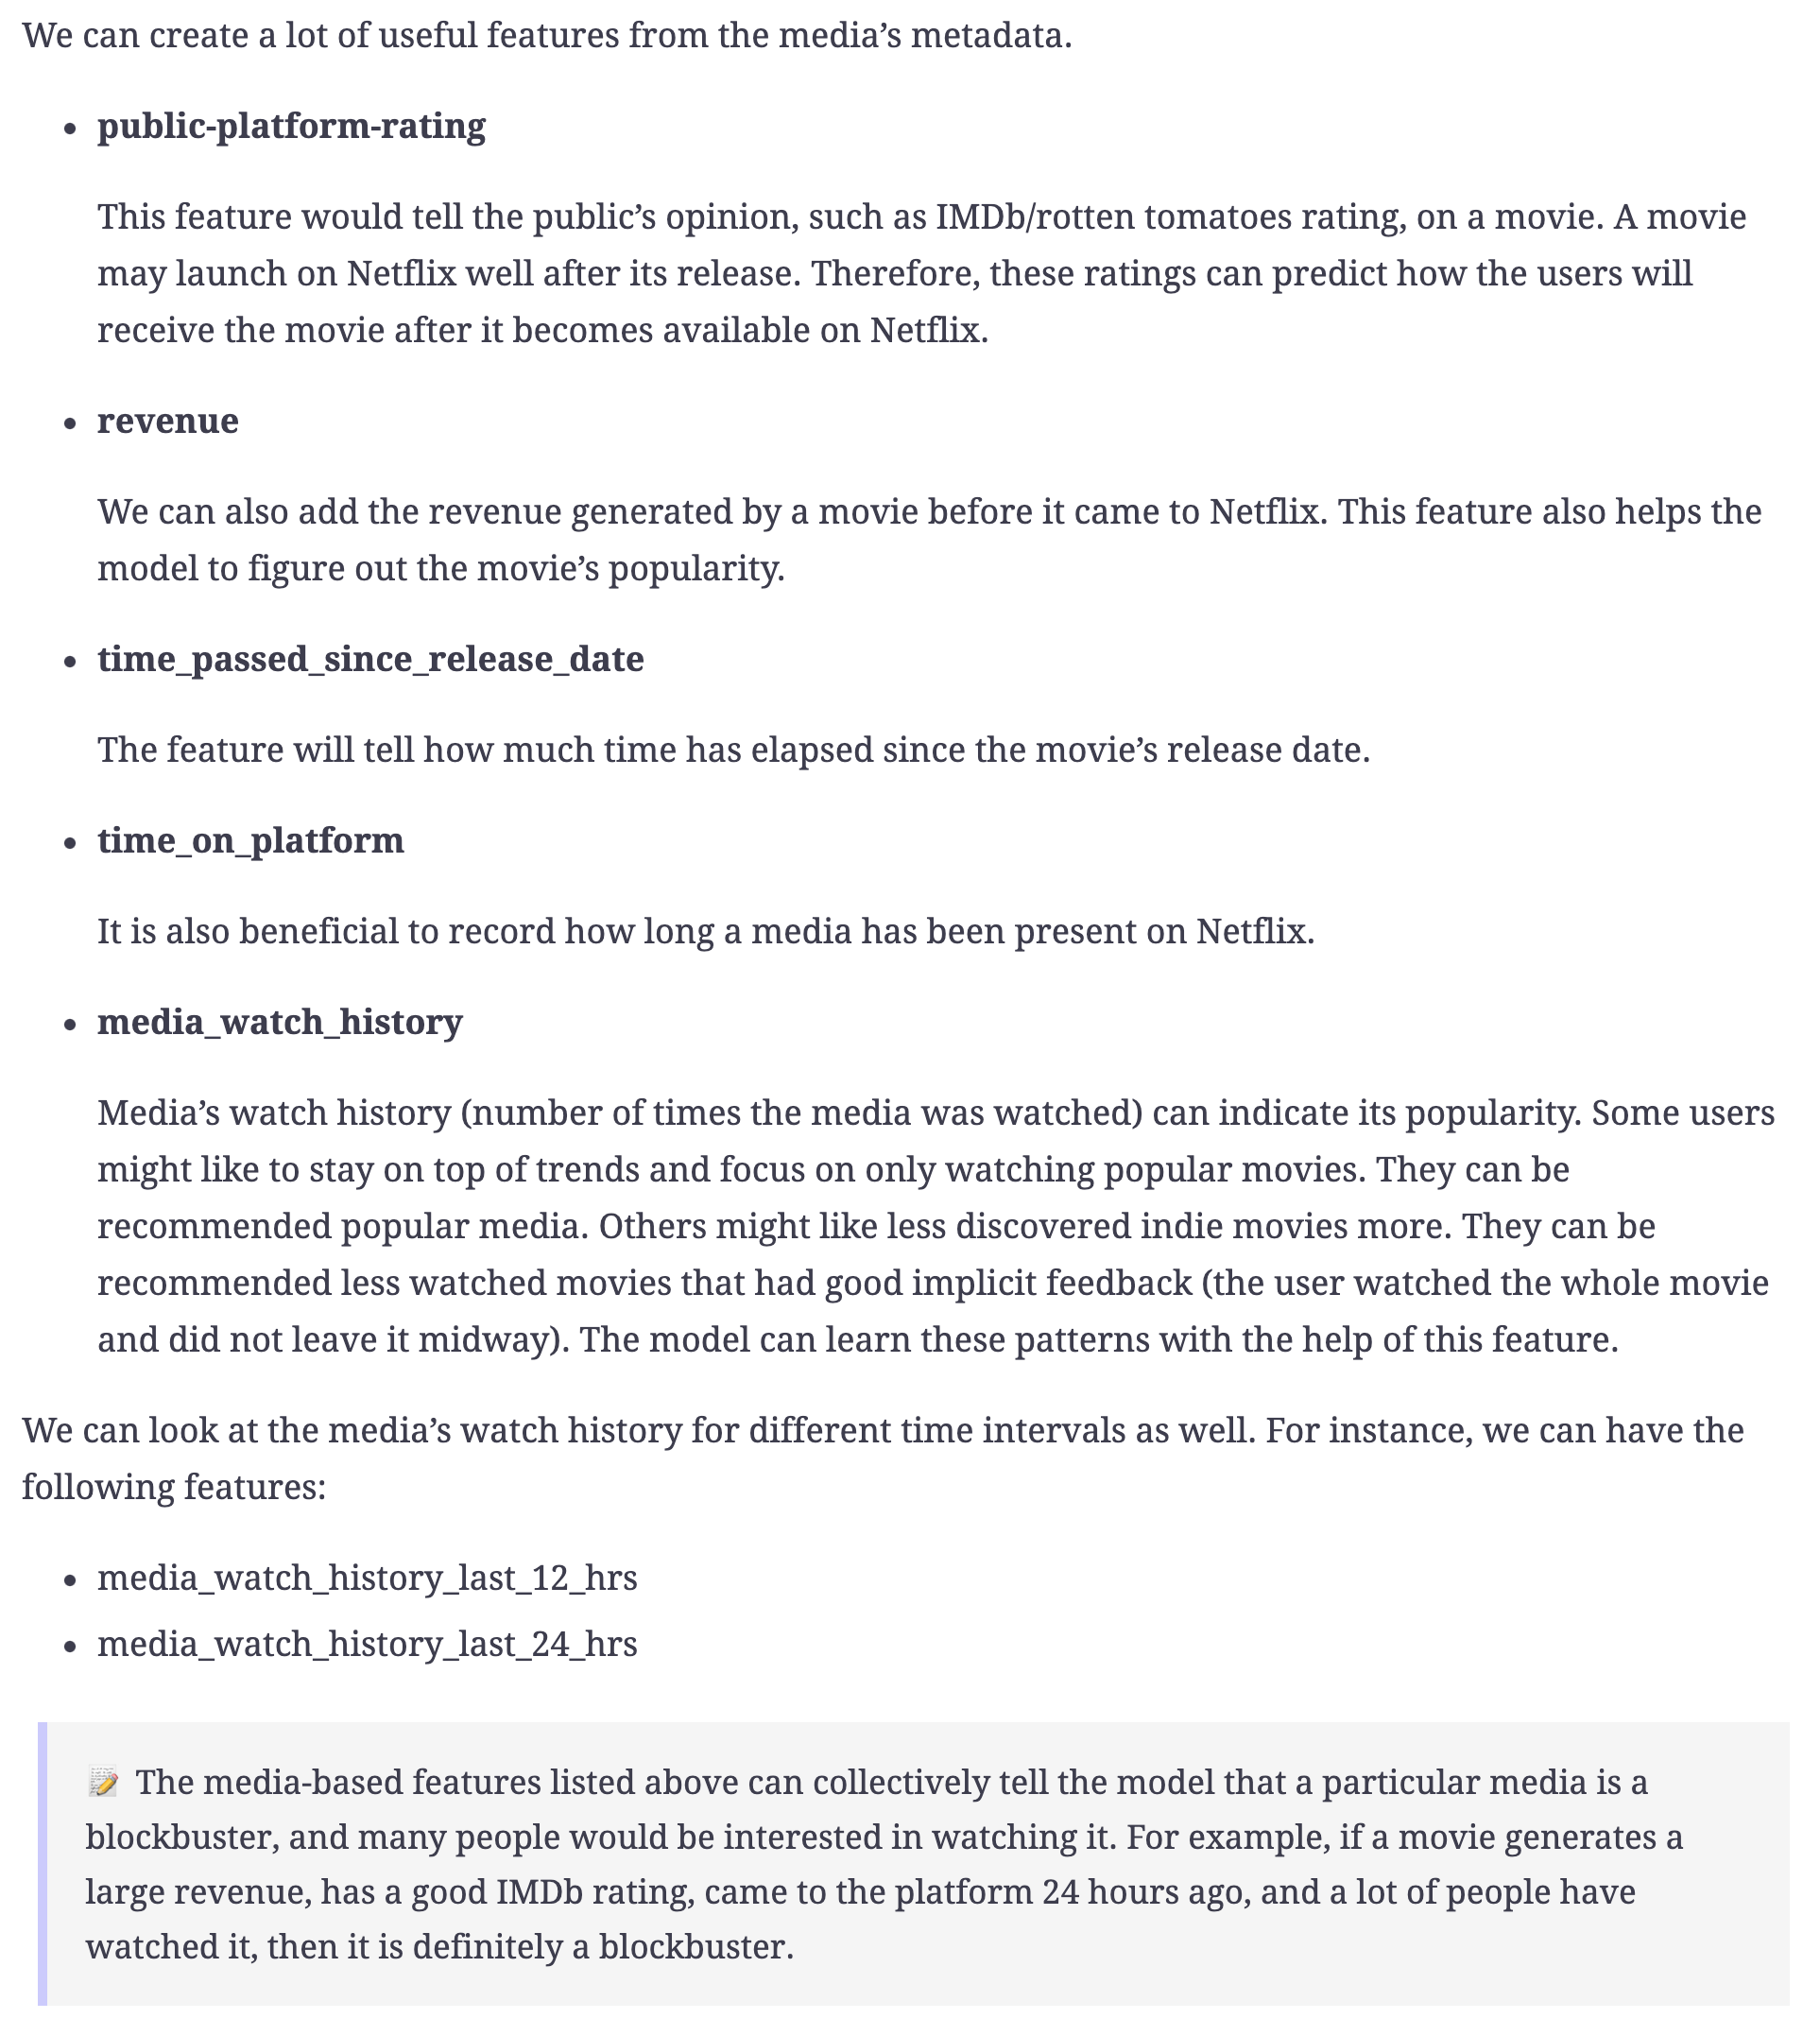 We can create a lot of useful features from the media’s metadata.
• public-platform-rating
This feature would tell the public’s opinion, such as IMDb/rotten tomatoes rating, on a movie. A movie
may launch on Netflix well after its release. Therefore, these ratings can predict how the users will
receive the movie after it becomes available on Netflix.
• revenue
We can also add the revenue generated by a movie before it came to Netflix. This feature also helps the
model to figure out the movie’s popularity.
• time_passed_since_release_date
The feature will tell how much time has elapsed since the movie’s release date.
• time_on_platform
It is also beneficial to record how long a media has been present on Netflix.
• media_watch_history
Media’s watch history (number of times the media was watched) can indicate its popularity. Some users
might like to stay on top of trends and focus on only watching popular movies. They can be
recommended popular media. Others might like less discovered indie movies more. They can be
recommended less watched movies that had good implicit feedback (the user watched the whole movie
and did not leave it midway). The model can learn these patterns with the help of this feature.
We can look at the media’s watch history for different time intervals as well. For instance, we can have the
following features:
• media_watch_history_last_12_hrs
• media_watch_history_last_24_hrs
📝 The media-based features listed above can collectively tell the model that a particular media is a
blockbuster, and many people would be interested in watching it. For example, if a movie generates a
large revenue, has a good IMDb rating, came to the platform 24 hours ago, and a lot of people have
watched it, then it is definitely a blockbuster.